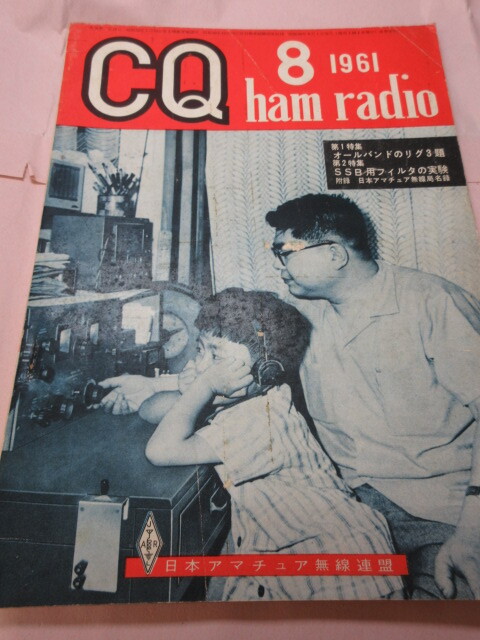 CQ
8 1961
ham radio
第1特集
オールバンドのリグ3題
第2特集
SSB用フィルタの実験
附録 日本アマチュア無線局名録
日本アマチュア無線連盟